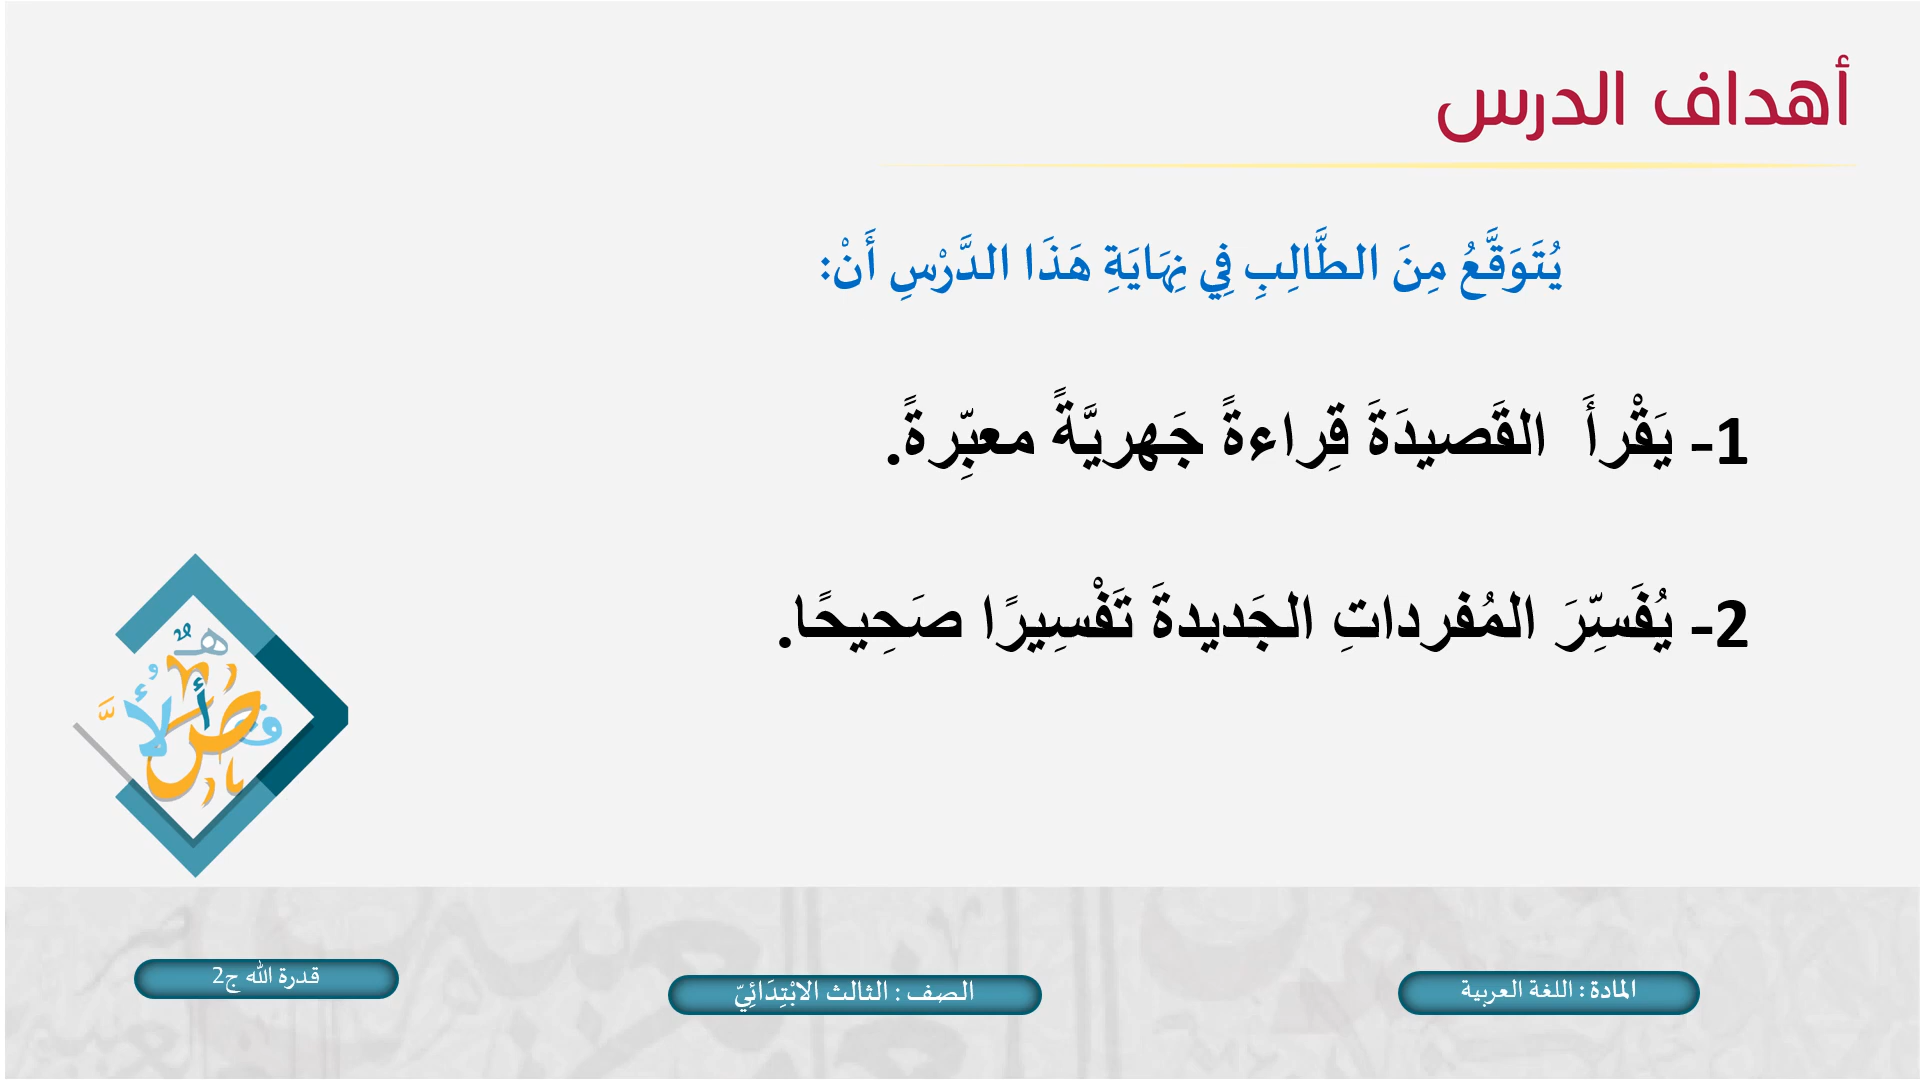 أهداف الدرس
يُتَوَقَّعُ مِنَ الطَّالِبِ فِي نِهَايَةِ هَذَا الدَّرْسِ أَنْ:
1- يَقْرأَ القَصيدَةَ قِراءةً جَهريَّةً معبِّرةً.
2- يُفَسِّرَ المُفرداتِ الجَديدةَ تَفْسِيرًا صَحِيحًا.
المادة : اللغة العربية
الصف : الثالث الابْتِدَائِيّ
قدرة الله ج2